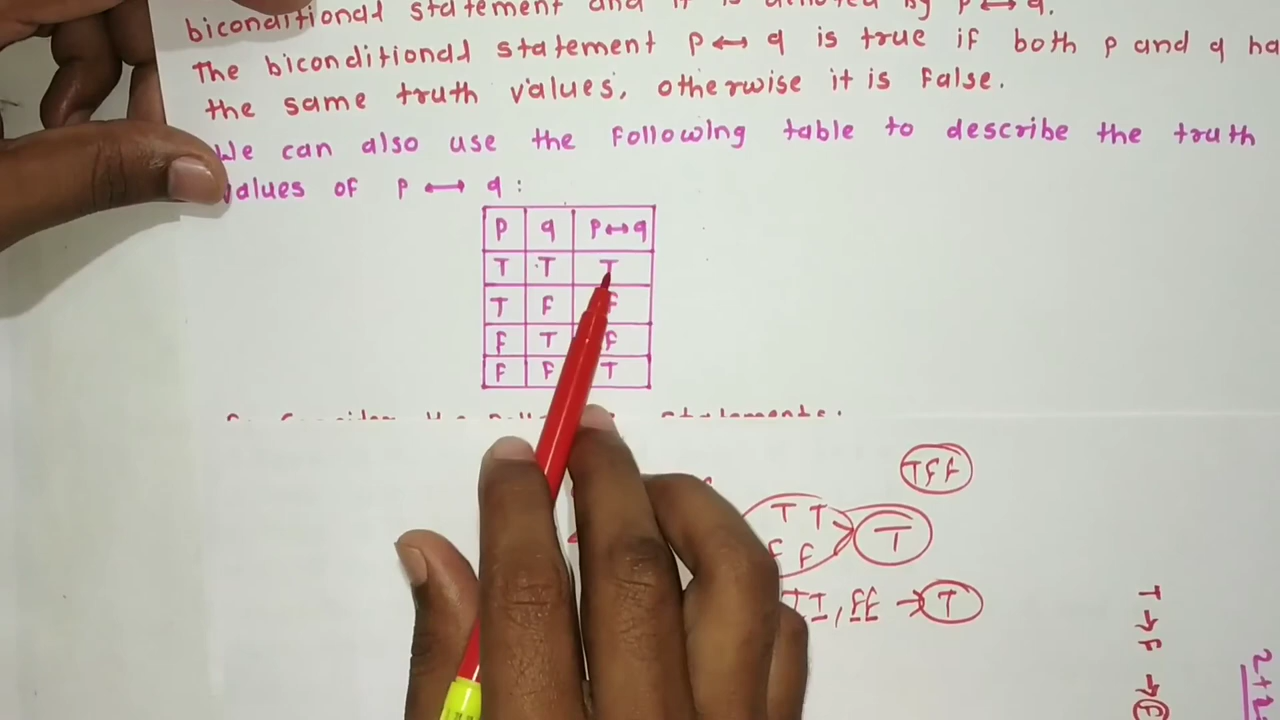 biconditional statement and it is denoted by P ↔ q.
The biconditional statement P ↔ q is true if both p and q ha
the same truth values, otherwise it is False.
We can also use the Following table to describe the truth
values of P ↔ q :
P q P↔q
T T T
T F F
F T F
F F T
statements.
TFF
T T T
F F
TT, FF → T
T → F → F